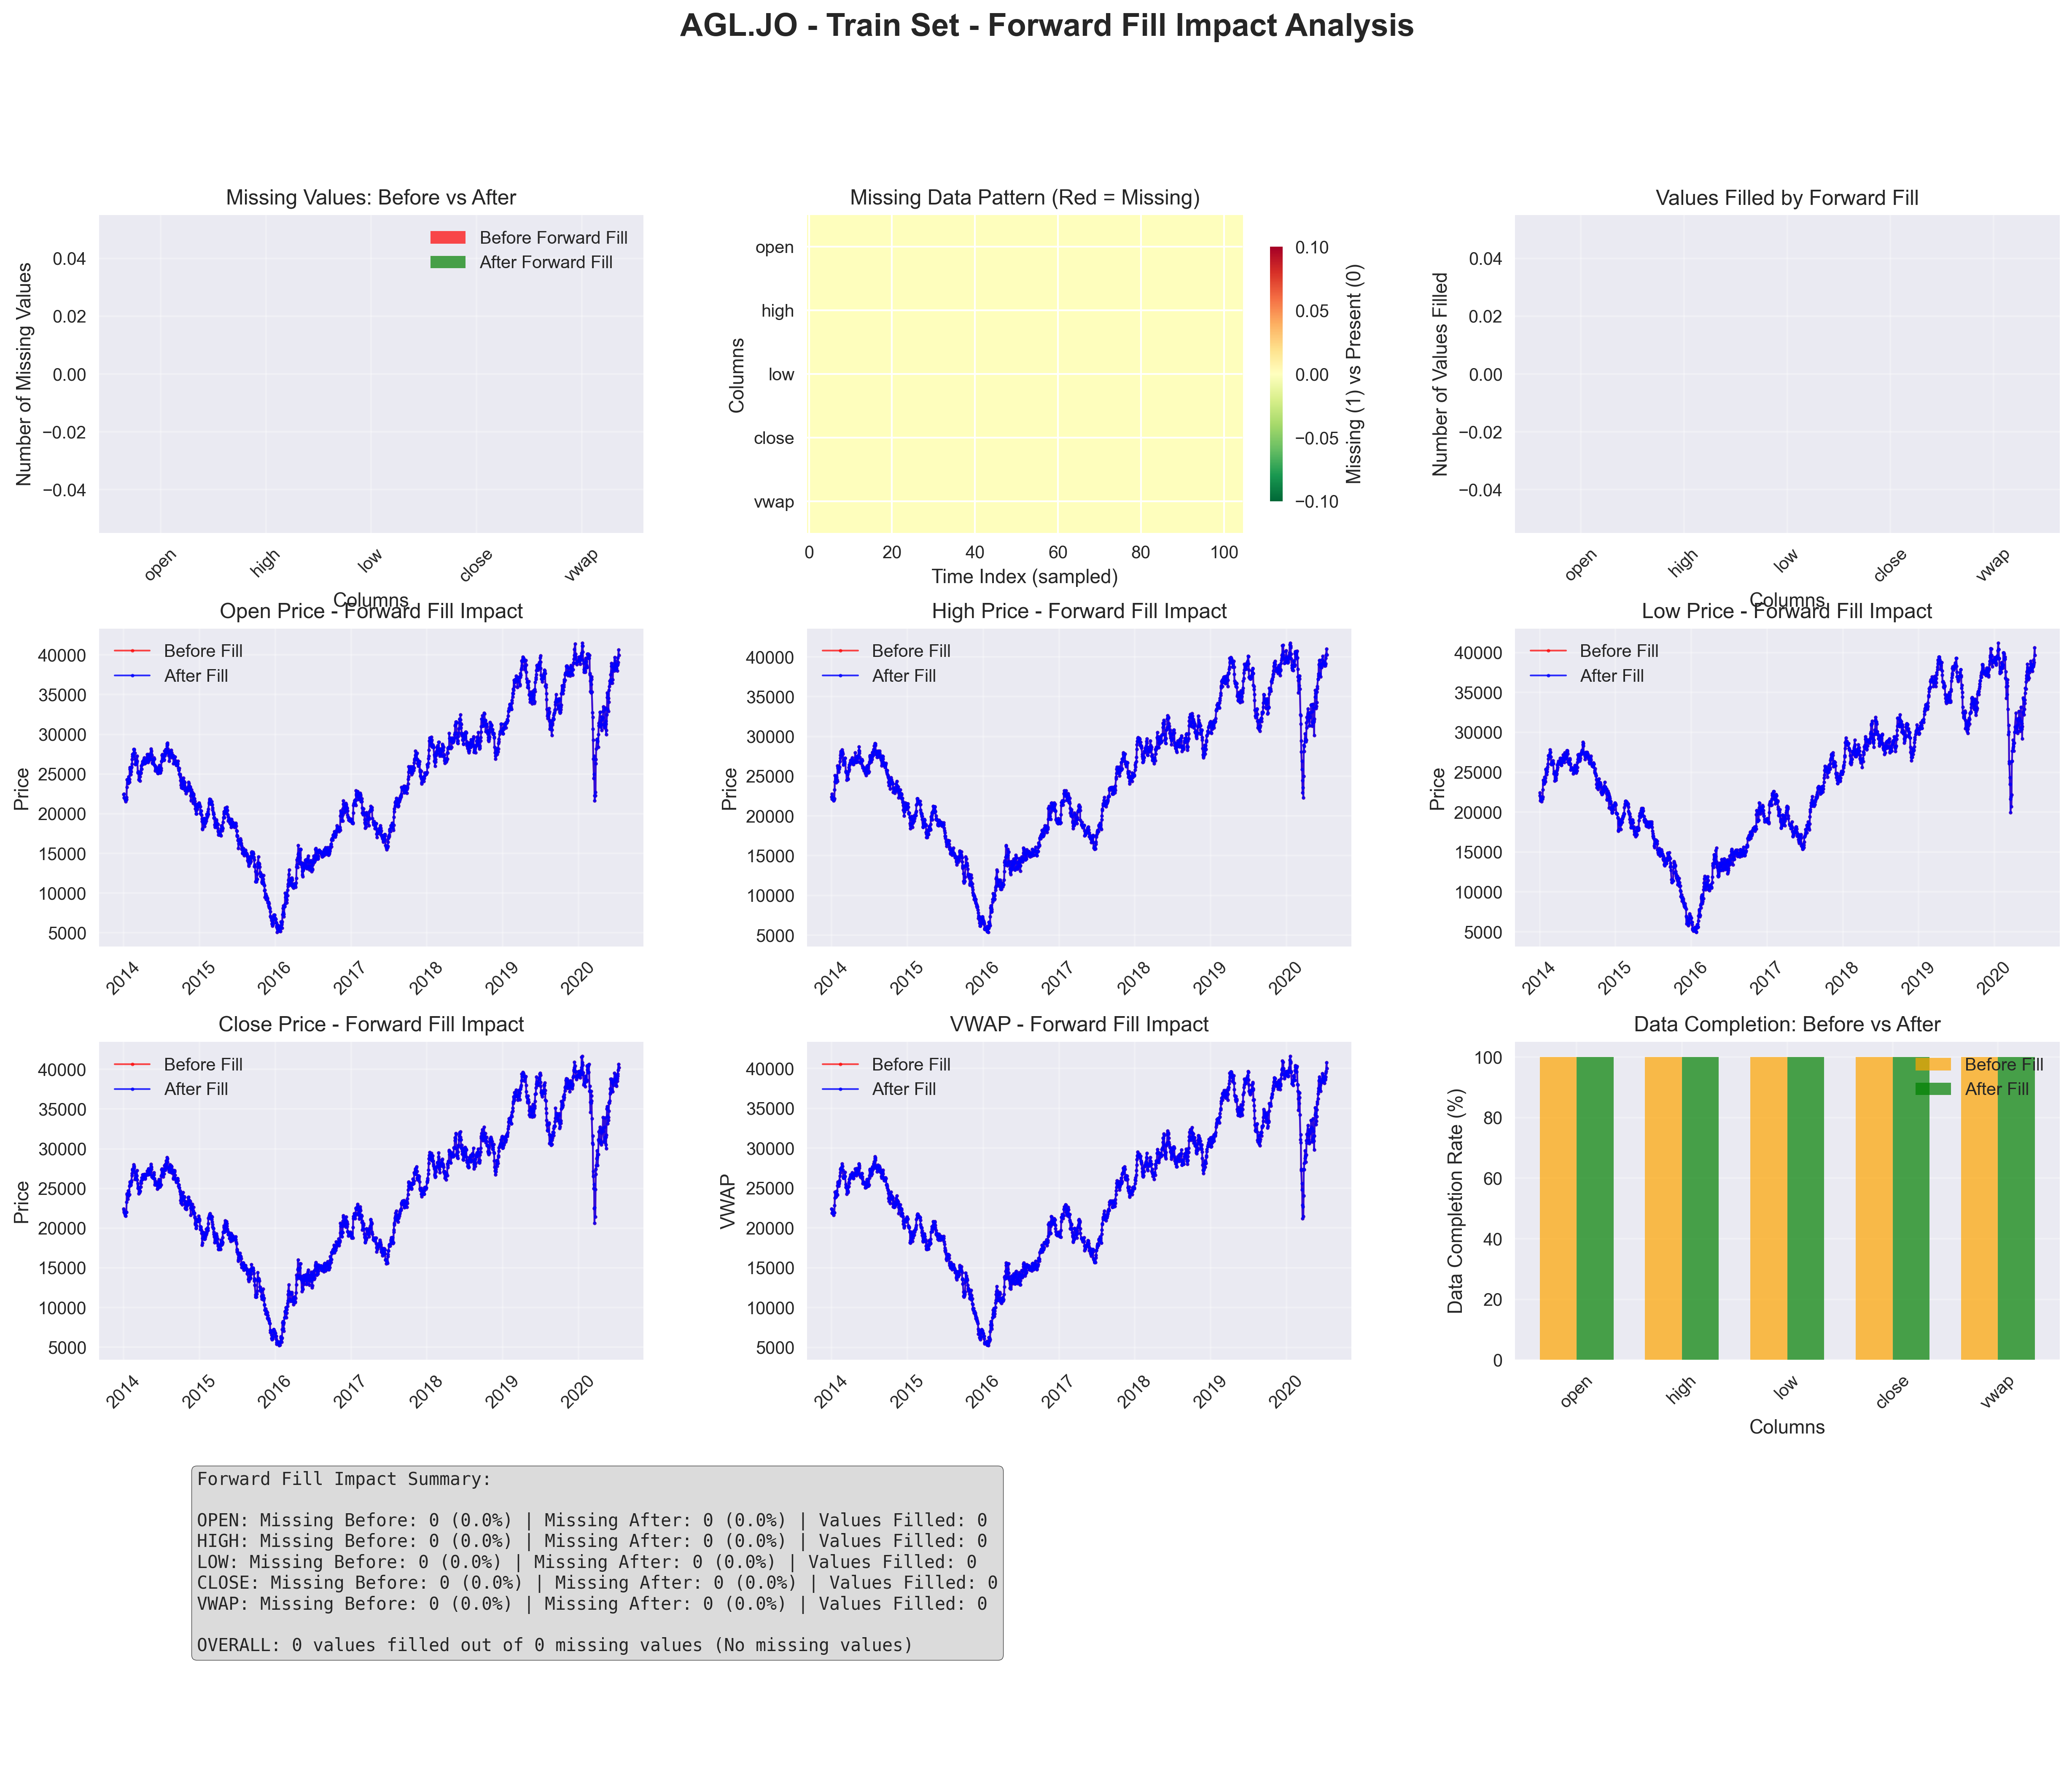 AGL.JO - Train Set - Forward Fill Impact Analysis
Missing Values: Before vs After
Number of Missing Values
0.04
0.02
0.00
−0.02
−0.04
Before Forward Fill
After Forward Fill
open
high
low
close
vwap
Columns
Missing Data Pattern (Red = Missing)
Columns
open
high
low
close
vwap
0
20
40
60
80
100
Time Index (sampled)
0.10
0.05
0.00
−0.05
−0.10
Missing (1) vs Present (0)
Values Filled by Forward Fill
Number of Values Filled
0.04
0.02
0.00
−0.02
−0.04
open
high
low
close
vwap
Columns
Open Price - Forward Fill Impact
Price
40000
35000
30000
25000
20000
15000
10000
5000
Before Fill
After Fill
2014
2015
2016
2017
2018
2019
2020
High Price - Forward Fill Impact
Price
40000
35000
30000
25000
20000
15000
10000
5000
Before Fill
After Fill
2014
2015
2016
2017
2018
2019
2020
Low Price - Forward Fill Impact
Price
40000
35000
30000
25000
20000
15000
10000
5000
Before Fill
After Fill
2014
2015
2016
2017
2018
2019
2020
Close Price - Forward Fill Impact
Price
40000
35000
30000
25000
20000
15000
10000
5000
Before Fill
After Fill
2014
2015
2016
2017
2018
2019
2020
VWAP - Forward Fill Impact
VWAP
40000
35000
30000
25000
20000
15000
10000
5000
Before Fill
After Fill
2014
2015
2016
2017
2018
2019
2020
Data Completion: Before vs After
Data Completion Rate (%)
100
80
60
40
20
0
Before Fill
After Fill
open
high
low
close
vwap
Columns
Forward Fill Impact Summary:
OPEN: Missing Before: 0 (0.0%) | Missing After: 0 (0.0%) | Values Filled: 0
HIGH: Missing Before: 0 (0.0%) | Missing After: 0 (0.0%) | Values Filled: 0
LOW: Missing Before: 0 (0.0%) | Missing After: 0 (0.0%) | Values Filled: 0
CLOSE: Missing Before: 0 (0.0%) | Missing After: 0 (0.0%) | Values Filled: 0
VWAP: Missing Before: 0 (0.0%) | Missing After: 0 (0.0%) | Values Filled: 0
OVERALL: 0 values filled out of 0 missing values (No missing values)